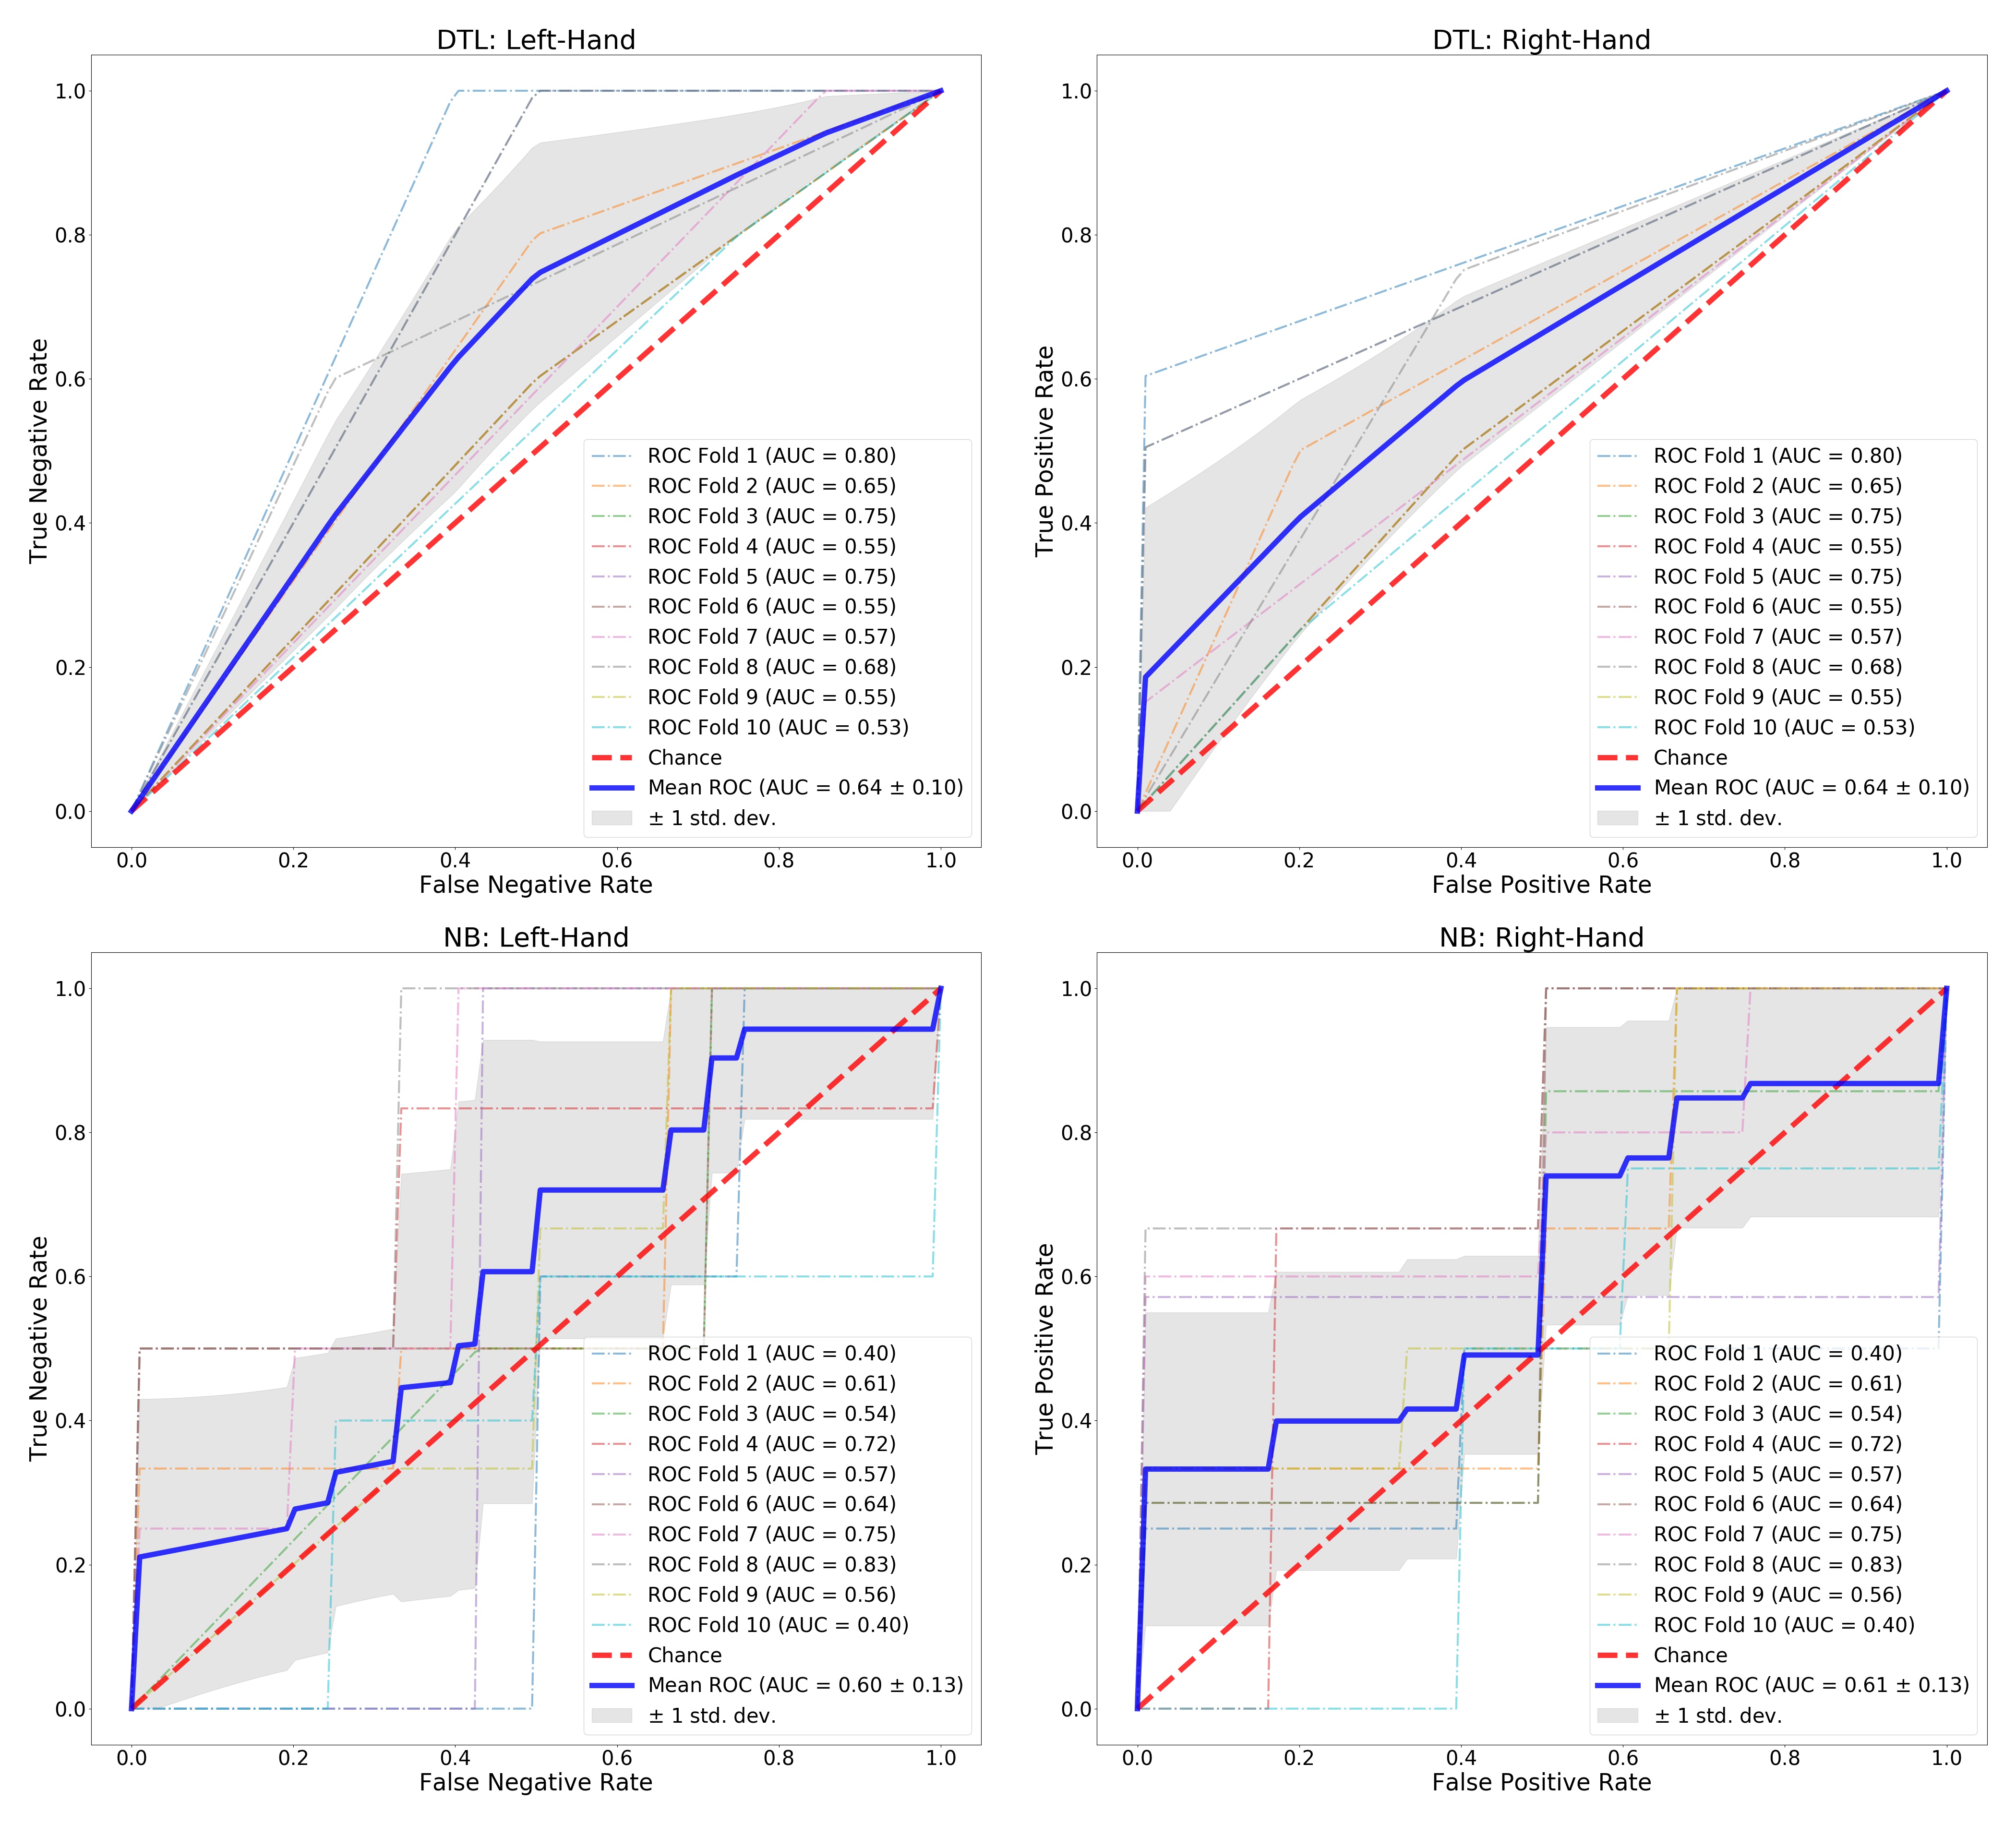 DTL: Left-Hand
True Negative Rate
1.0
0.8
0.6
0.4
0.2
0.0
ROC Fold 1 (AUC = 0.80)
ROC Fold 2 (AUC = 0.65)
ROC Fold 3 (AUC = 0.75)
ROC Fold 4 (AUC = 0.55)
ROC Fold 5 (AUC = 0.75)
ROC Fold 6 (AUC = 0.55)
ROC Fold 7 (AUC = 0.57)
ROC Fold 8 (AUC = 0.68)
ROC Fold 9 (AUC = 0.55)
ROC Fold 10 (AUC = 0.53)
Chance
Mean ROC (AUC = 0.64 ± 0.10)
± 1 std. dev.
0.0 0.2 0.4 0.6 0.8 1.0
False Negative Rate
DTL: Right-Hand
True Positive Rate
1.0
0.8
0.6
0.4
0.2
0.0
ROC Fold 1 (AUC = 0.80)
ROC Fold 2 (AUC = 0.65)
ROC Fold 3 (AUC = 0.75)
ROC Fold 4 (AUC = 0.55)
ROC Fold 5 (AUC = 0.75)
ROC Fold 6 (AUC = 0.55)
ROC Fold 7 (AUC = 0.57)
ROC Fold 8 (AUC = 0.68)
ROC Fold 9 (AUC = 0.55)
ROC Fold 10 (AUC = 0.53)
Chance
Mean ROC (AUC = 0.64 ± 0.10)
± 1 std. dev.
0.0 0.2 0.4 0.6 0.8 1.0
False Positive Rate
NB: Left-Hand
True Negative Rate
1.0
0.8
0.6
0.4
0.2
0.0
ROC Fold 1 (AUC = 0.40)
ROC Fold 2 (AUC = 0.61)
ROC Fold 3 (AUC = 0.54)
ROC Fold 4 (AUC = 0.72)
ROC Fold 5 (AUC = 0.57)
ROC Fold 6 (AUC = 0.64)
ROC Fold 7 (AUC = 0.75)
ROC Fold 8 (AUC = 0.83)
ROC Fold 9 (AUC = 0.56)
ROC Fold 10 (AUC = 0.40)
Chance
Mean ROC (AUC = 0.60 ± 0.13)
± 1 std. dev.
0.0 0.2 0.4 0.6 0.8 1.0
False Negative Rate
NB: Right-Hand
True Positive Rate
1.0
0.8
0.6
0.4
0.2
0.0
ROC Fold 1 (AUC = 0.40)
ROC Fold 2 (AUC = 0.61)
ROC Fold 3 (AUC = 0.54)
ROC Fold 4 (AUC = 0.72)
ROC Fold 5 (AUC = 0.57)
ROC Fold 6 (AUC = 0.64)
ROC Fold 7 (AUC = 0.75)
ROC Fold 8 (AUC = 0.83)
ROC Fold 9 (AUC = 0.56)
ROC Fold 10 (AUC = 0.40)
Chance
Mean ROC (AUC = 0.61 ± 0.13)
± 1 std. dev.
0.0 0.2 0.4 0.6 0.8 1.0
False Positive Rate